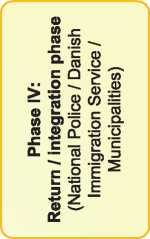 Phase IV:
Return / integration phase
(National Police / Danish
Immigration Service /
Municipalities)